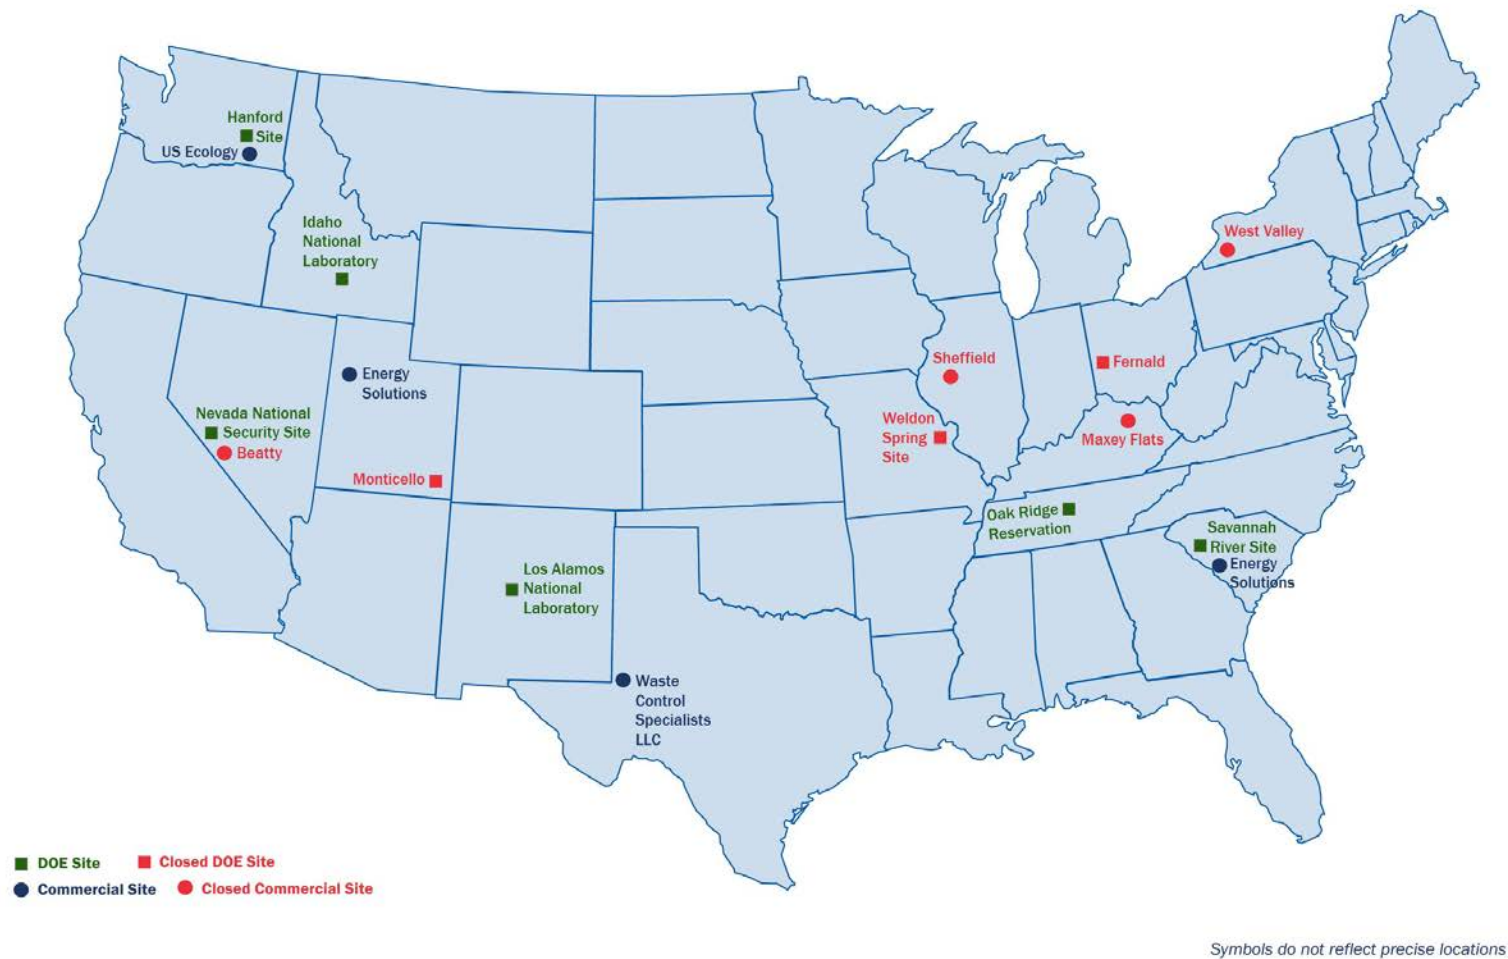 Hanford
Site
US Ecology
Idaho
National
Laboratory
West Valley
Energy
Solutions
Sheffield
Fernald
Nevada National
Security Site
Beatty
Weldon
Spring
Site
Maxey Flats
Monticello
Oak Ridge
Reservation
Savannah
River Site
Energy
Solutions
Los Alamos
National
Laboratory
Waste
Control
Specialists
LLC
DOE Site
Closed DOE Site
Commercial Site
Closed Commercial Site
Symbols do not reflect precise locations